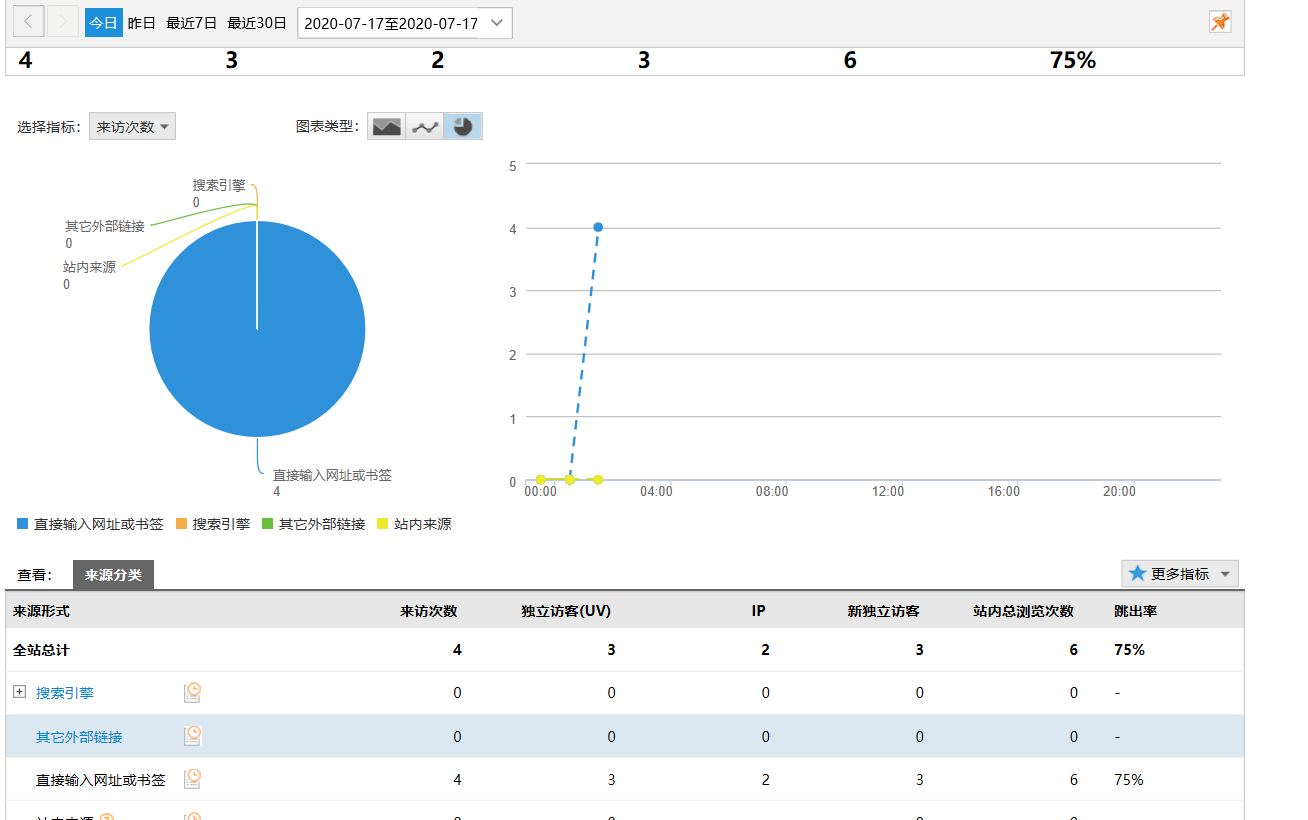 今日 昨日 最近7日 最近30日 2020-07-17至2020-07-17
4 3 2 3 6 75%
选择指标: 来访次数 图表类型:
搜索引擎
0
其它外部链接
0
站内来源
0
直接输入网址或书签
4
5
4
3
2
1
0
00:00 04:00 08:00 12:00 16:00 20:00
直接输入网址或书签 搜索引擎 其它外部链接 站内来源
查看: 来源分类 更多指标
来源形式 来访次数 独立访客(UV) IP 新独立访客 站内总浏览次数 跳出率
全站总计 4 3 2 3 6 75%
搜索引擎 0 0 0 0 0 -
其它外部链接 0 0 0 0 0 -
直接输入网址或书签 4 3 2 3 6 75%
站内来源 0 0 0 0 0